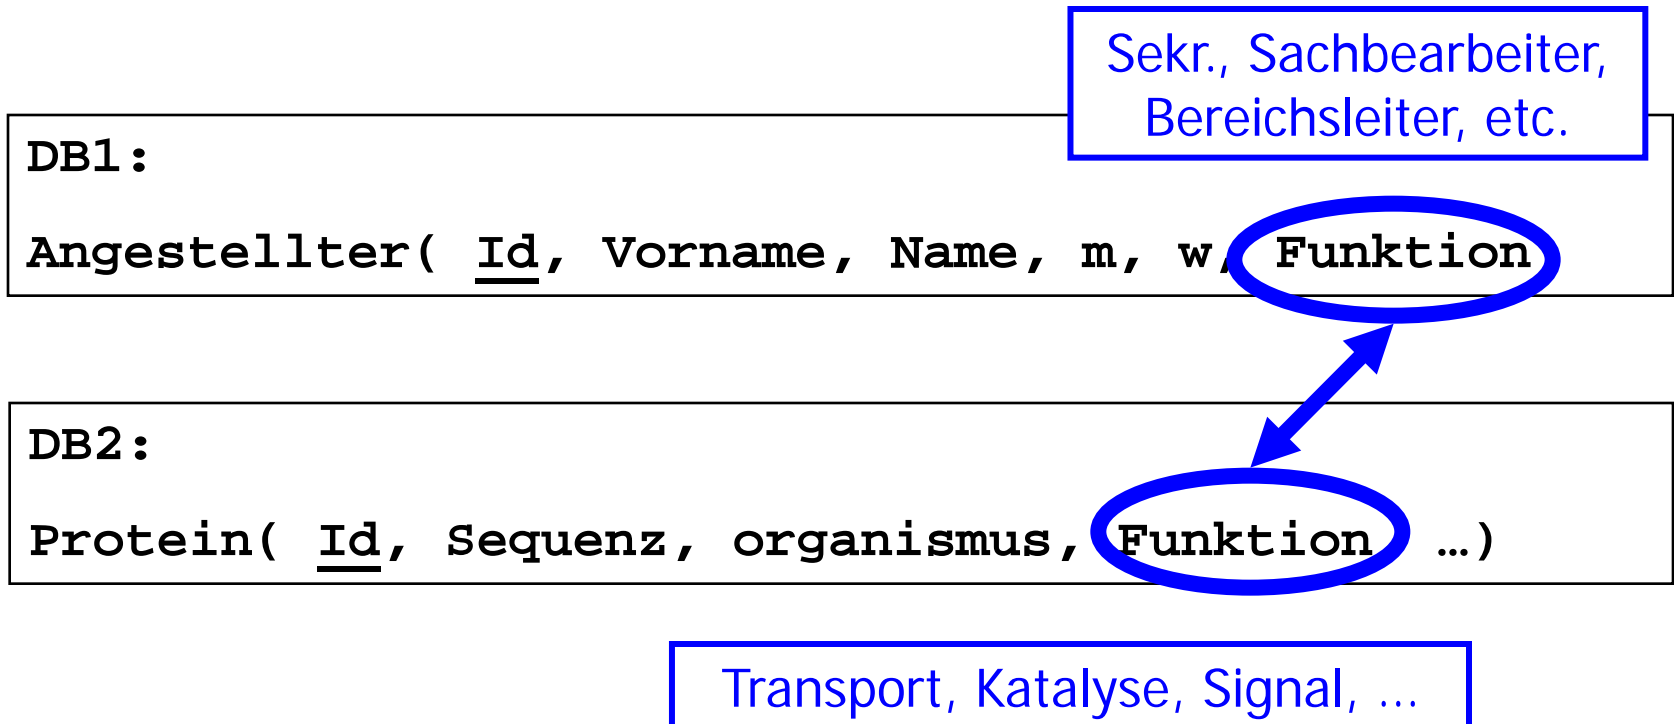 Sekr., Sachbearbeiter,
Bereichsleiter, etc.
DB1:
Angestellter( Id, Vorname, Name, m, w, Funktion
DB2:
Protein( Id, Sequenz, organismus, Funktion …)
Transport, Katalyse, Signal, …